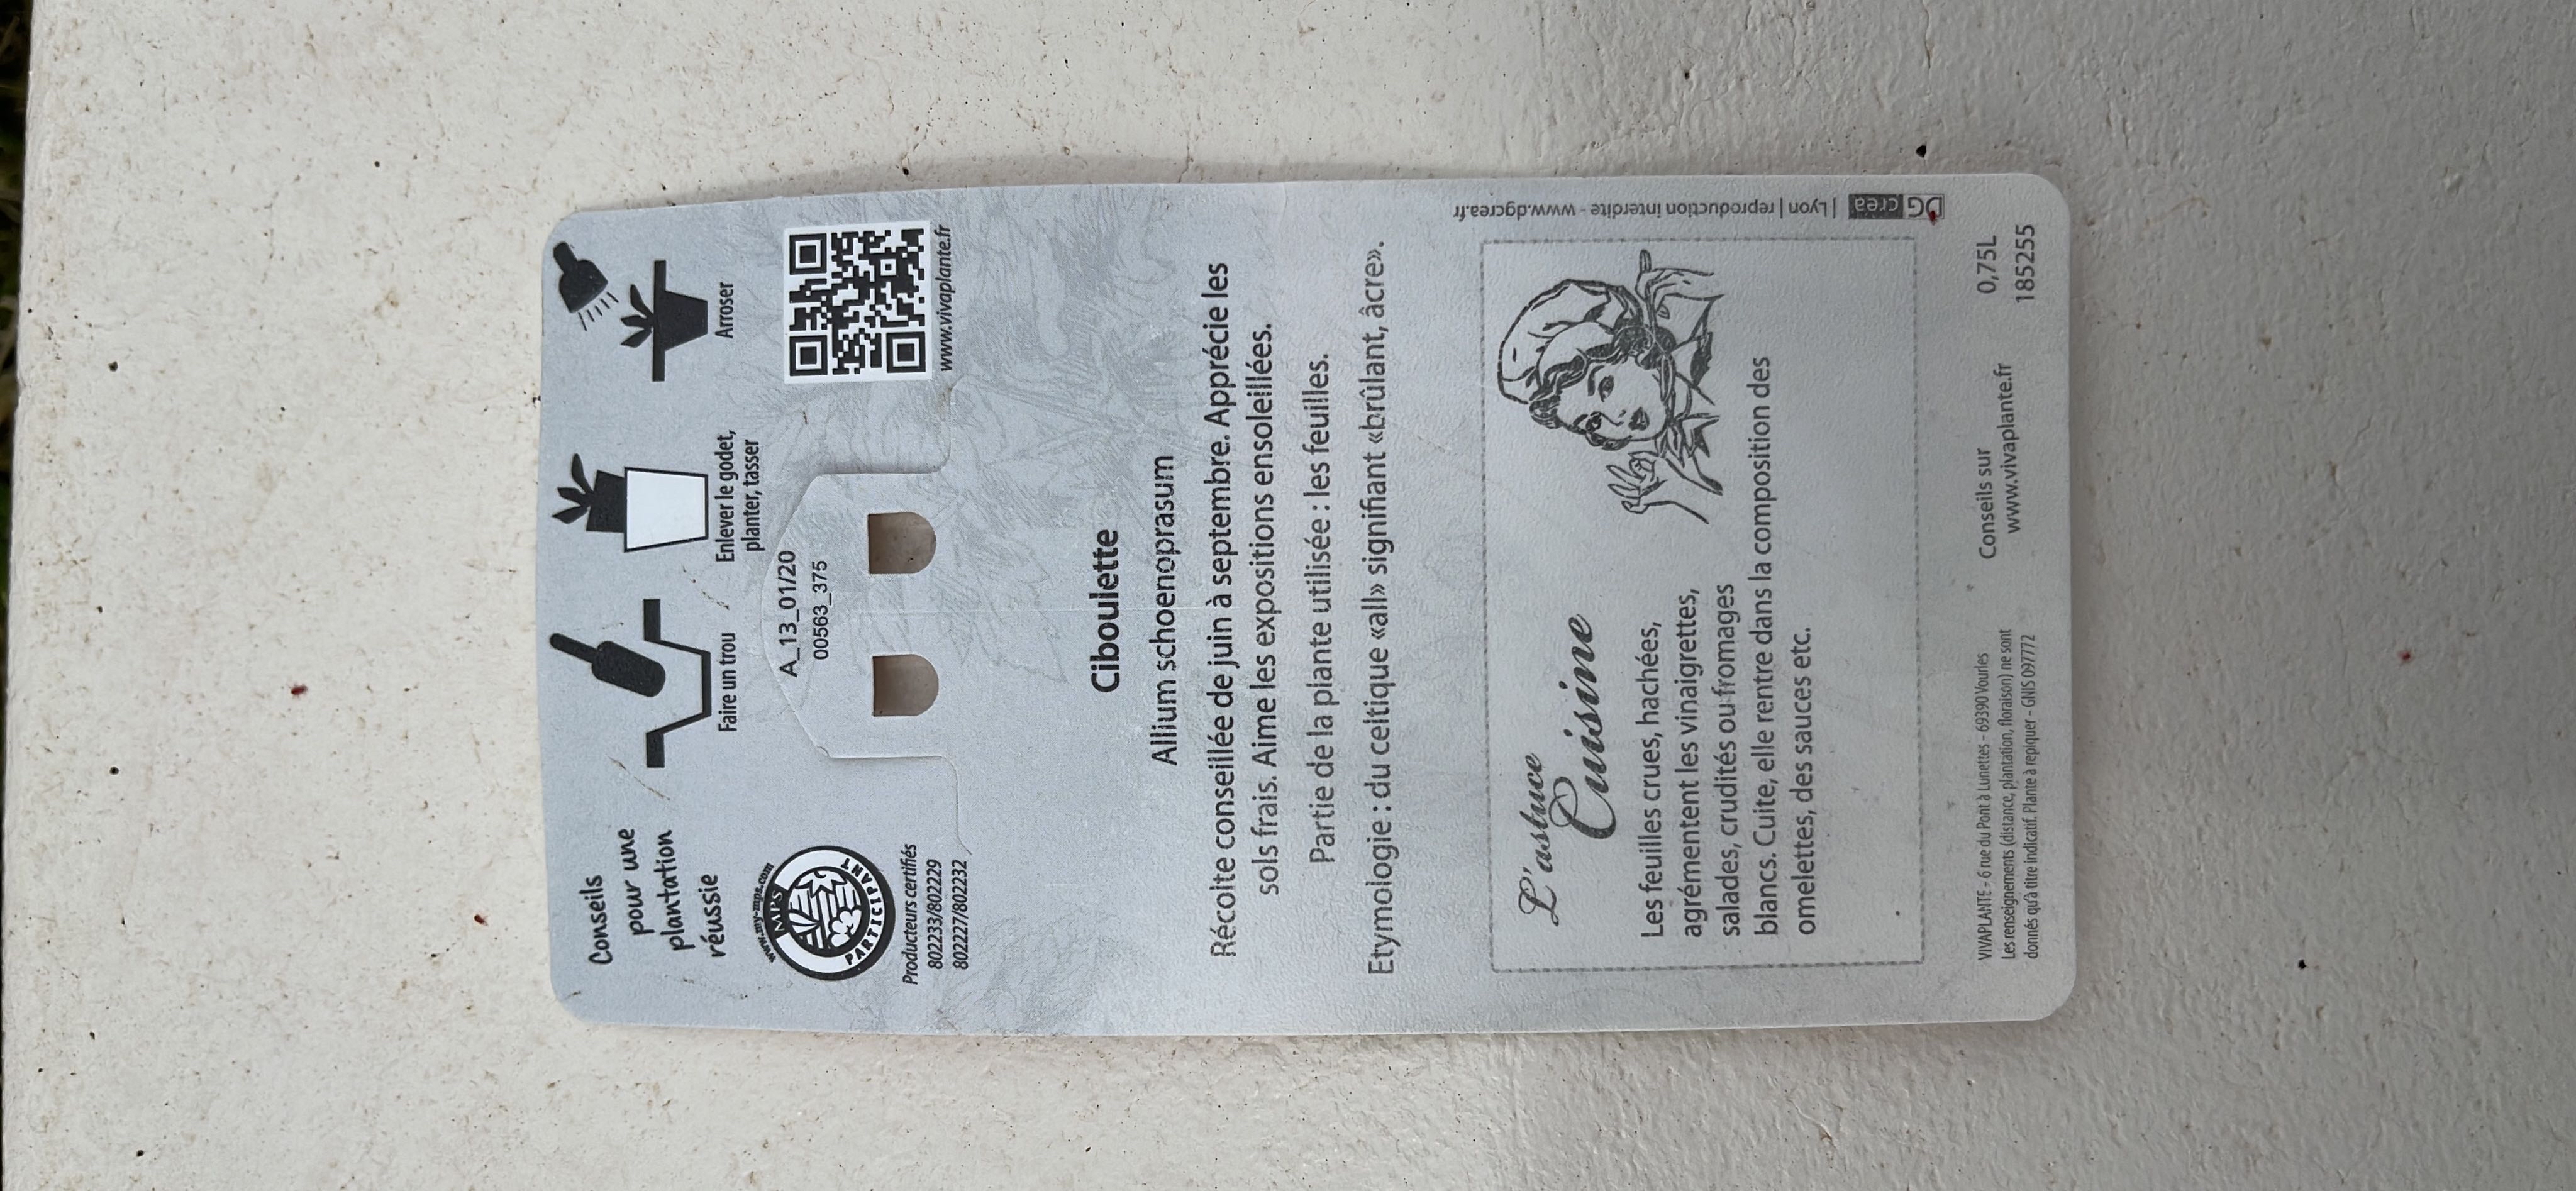 Conseils
pour une
plantation
réussie
Faire un trou
Enlever le godet,
planter, tasser
Arroser
www.my-mps.com
MPS
PARTICIPANT
Producteurs certifiés
802233/802229
802227/802232
A_13_01/20
00563_375
www.vivaplante.fr
Ciboulette
Allium schoenoprasum
Récolte conseillée de juin à septembre. Apprécie les
sols frais. Aime les expositions ensoleillées.
Partie de la plante utilisée : les feuilles.
Etymologie : du celtique «all» signifiant «brûlant, âcre».
L'astuce
Cuisine
Les feuilles crues, hachées,
agrémentent les vinaigrettes,
salades, crudités ou fromages
blancs. Cuite, elle rentre dans la composition des
omelettes, des sauces etc.
DG crea | Lyon | reproduction interdite - www.dgcrea.fr
VIVAPLANTE - 6 rue du Pont à Lunettes - 69390 Vourles
Les renseignements (distance, plantation, floraison) ne sont
donnés qu'à titre indicatif. Plante à repiquer - GNIS 097772
Conseils sur
www.vivaplante.fr
0,75L
185255